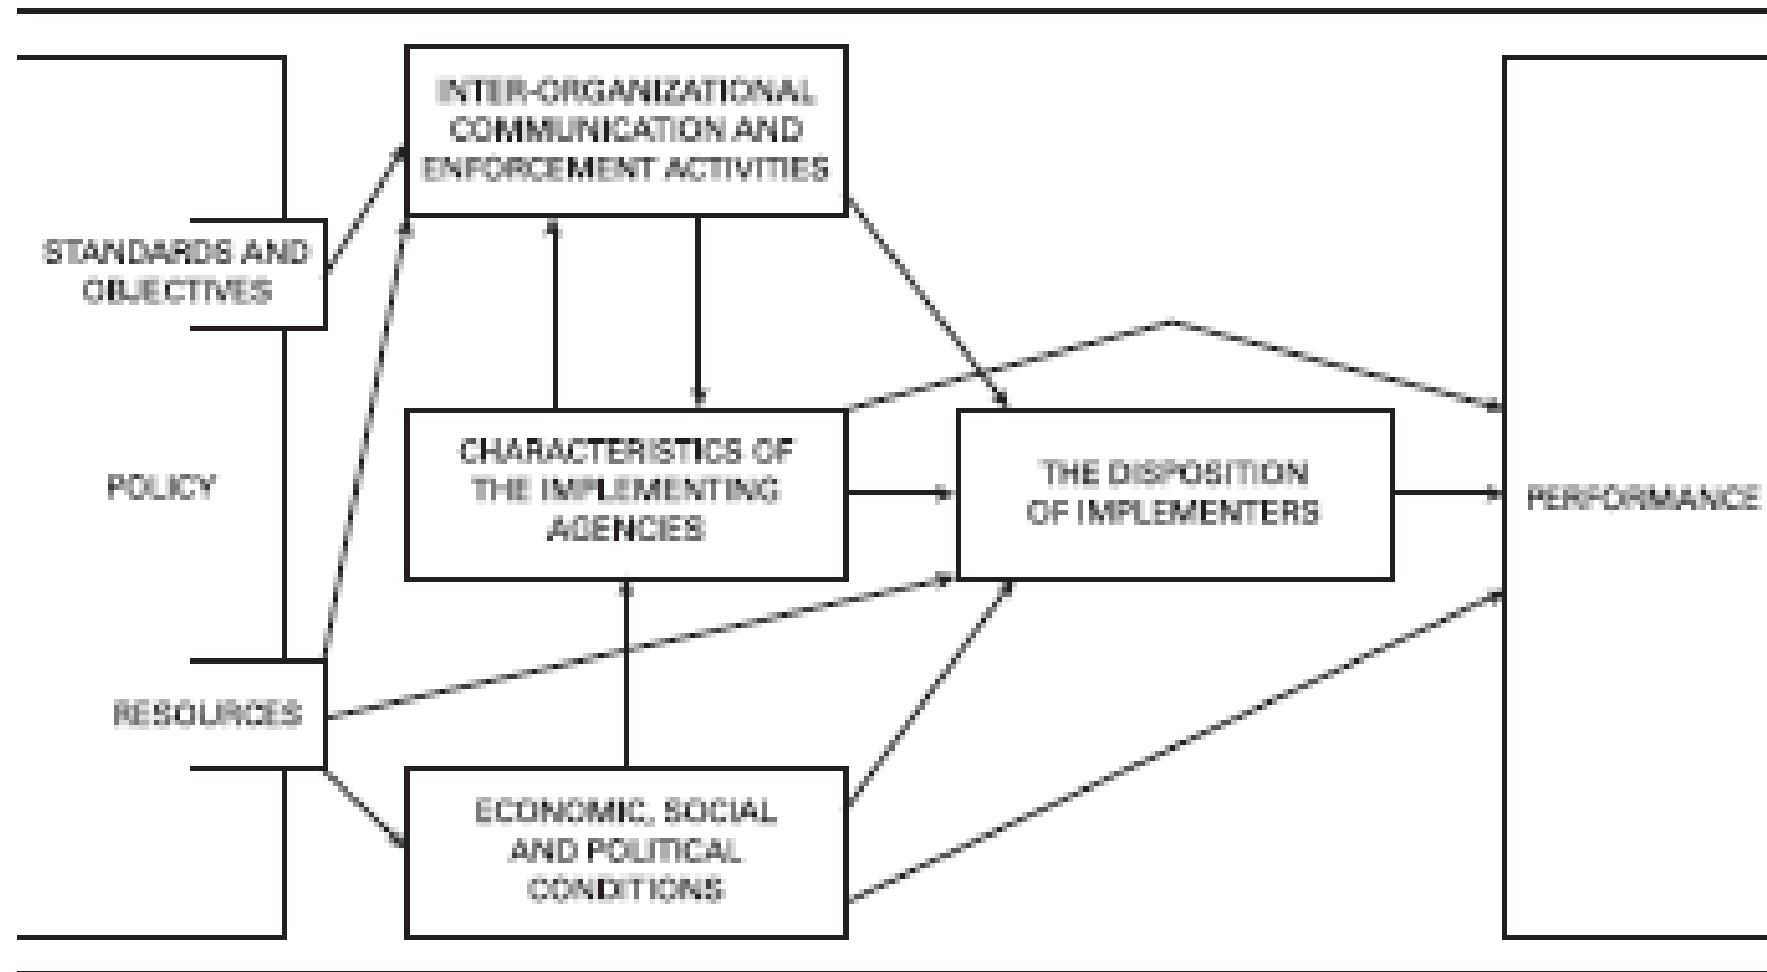 INTER-ORGANIZATIONAL
COMMUNICATION AND
ENFORCEMENT ACTIVITIES
STANDARDS AND
OBJECTIVES
POLICY
CHARACTERISTICS OF
THE IMPLEMENTING
AGENCIES
THE DISPOSITION
OF IMPLEMENTERS
PERFORMANCE
RESOURCES
ECONOMIC, SOCIAL
AND POLITICAL
CONDITIONS